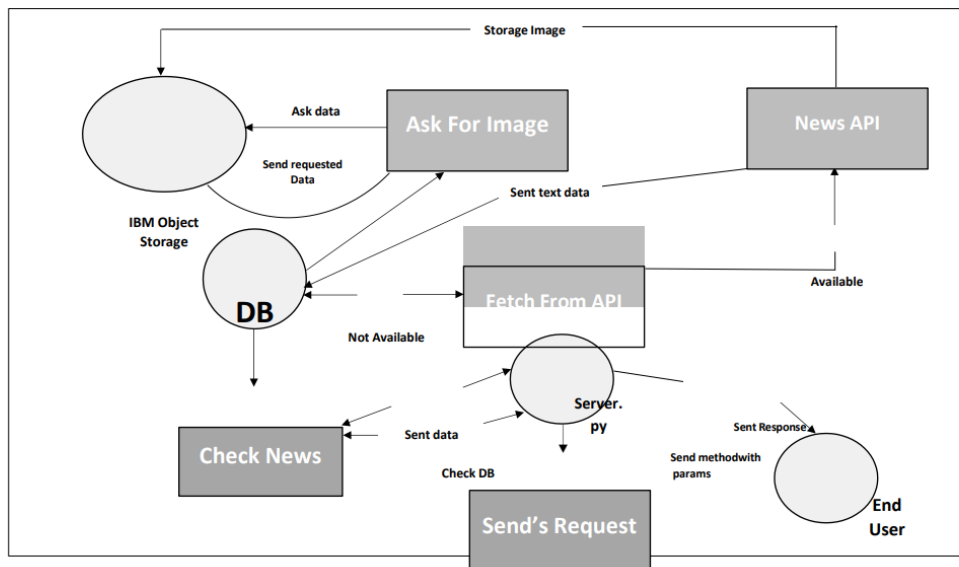 Storage Image
Ask data
Ask For Image
News API
Send requested
Data
Sent text data
IBM Object
Storage
DB
Fetch From API
Available
Not Available
Server.
py
Sent data
Check News
Sent Response
Send methodwith
params
Check DB
End
User
Send's Request